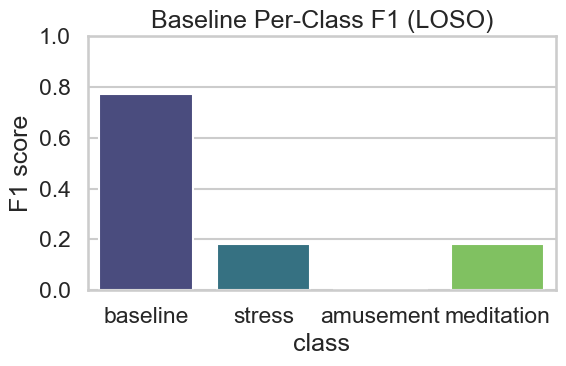 Baseline Per-Class F1 (LOSO)
1.0
0.8
0.6
0.4
0.2
0.0
F1 score
baseline stress amusement meditation
class